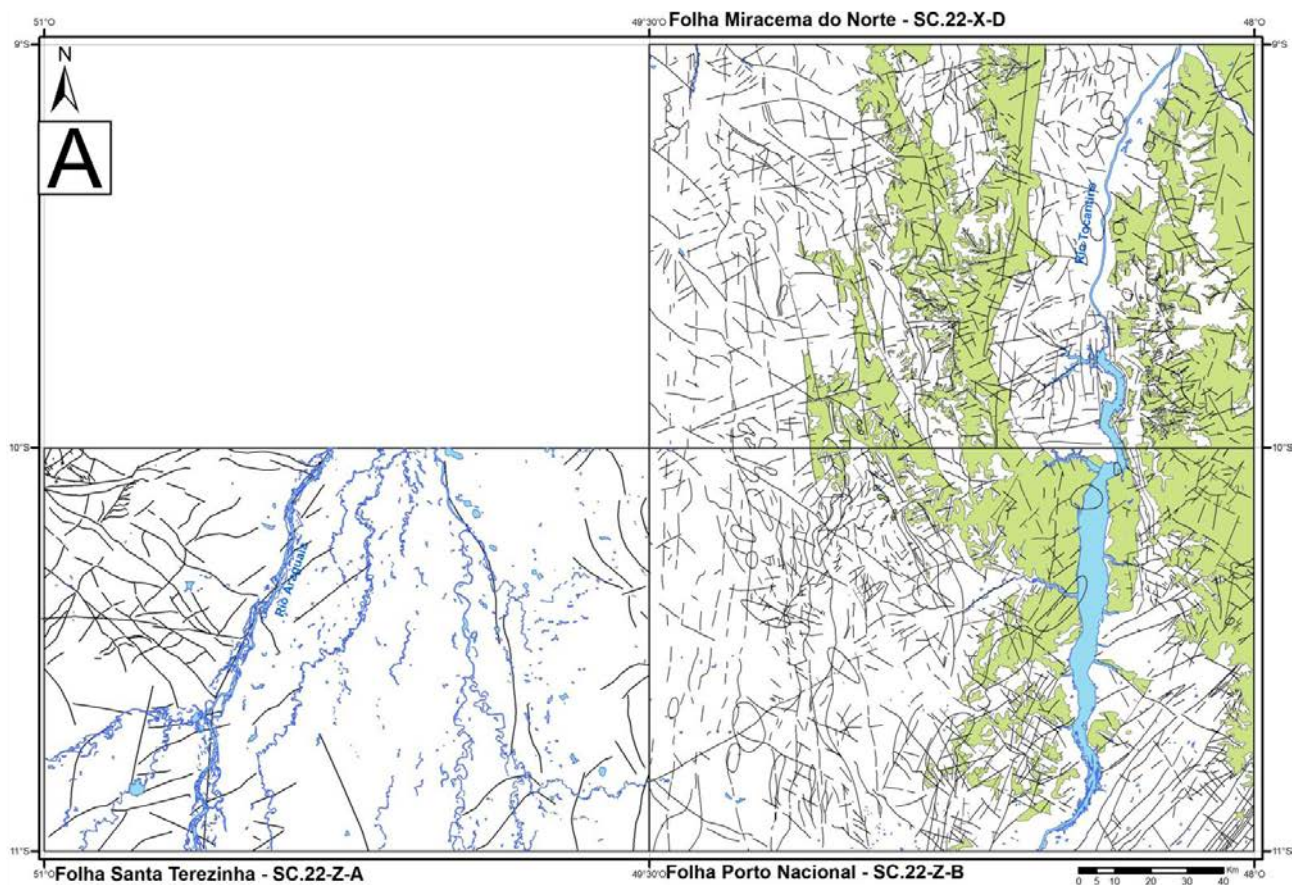 Folha Miracema do Norte - SC.22-X-D
51°O
49°30'O
48°O
9°S
9°S
N
A
Rio Tocantins
10°S
10°S
Rio Araguaia
11°S
11°S
51°O
49°30'O
48°O
Folha Santa Terezinha - SC.22-Z-A
Folha Porto Nacional - SC.22-Z-B
Km
0 5 10 20 30 40